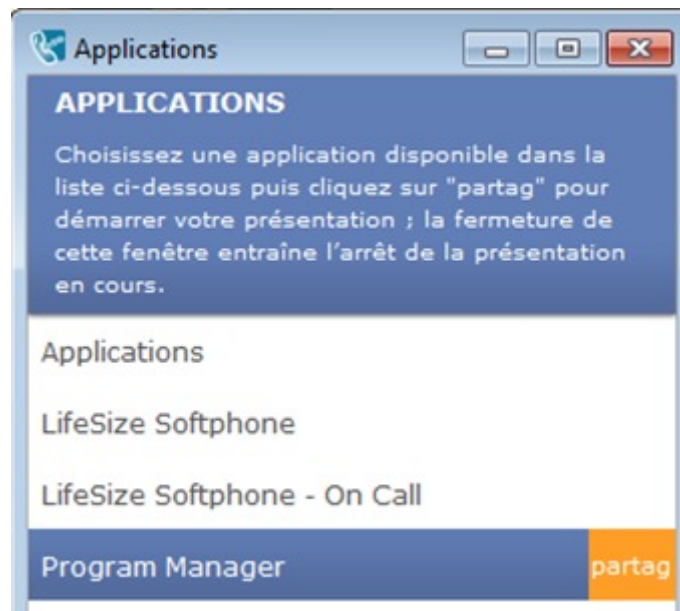 Applications
APPLICATIONS
Choisissez une application disponible dans la
liste ci-dessous puis cliquez sur "partag" pour
démarrer votre présentation ; la fermeture de
cette fenêtre entraîne l’arrêt de la présentation
en cours.
Applications
LifeSize Softphone
LifeSize Softphone - On Call
Program Manager partag